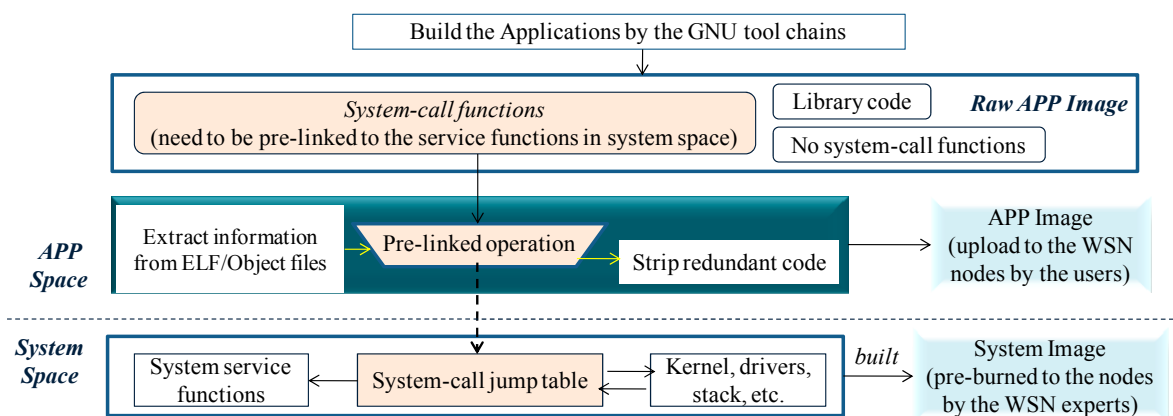 Build the Applications by the GNU tool chains
System-call functions
(need to be pre-linked to the service functions in system space)
Library code
Raw APP Image
No system-call functions
APP
Space
Extract information
from ELF/Object files
Pre-linked operation
Strip redundant code
APP Image
(upload to the WSN
nodes by the users)
System
Space
System service
functions
System-call jump table
Kernel, drivers,
stack, etc.
built
System Image
(pre-burned to the nodes
by the WSN experts)